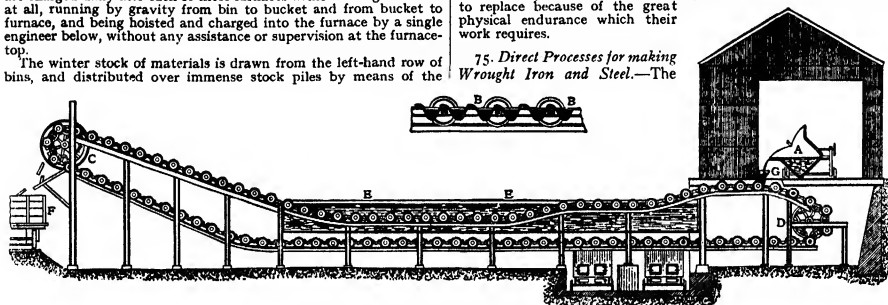 at all, running by gravity from bin to bucket and from bucket to
furnace, and being hoisted and charged into the furnace by a single
engineer below, without any assistance or supervision at the furnace-
top.
The winter stock of materials is drawn from the left-hand row of
bins, and distributed over immense stock piles by means of the
to replace because of the great
physical endurance which their
work requires.
75. Direct Processes for making
Wrought Iron and Steel.—The
B B
A
C
G
E E
F
D